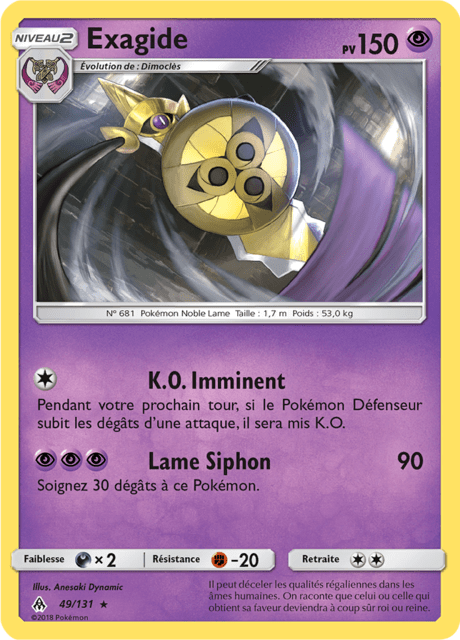 NIVEAU2 Exagide PV150
Évolution de : Dimoclès
N° 681 Pokémon Noble Lame Taille : 1,7 m Poids : 53,0 kg
K.O. Imminent
Pendant votre prochain tour, si le Pokémon Défenseur
subit les dégâts d'une attaque, il sera mis K.O.
Lame Siphon 90
Soignez 30 dégâts à ce Pokémon.
Faiblesse ×2 Résistance -20 Retraite
Illus. Anesaki Dynamic
49/131 ★
©2018 Pokémon
Il peut déceler les qualités régaliennes dans les
âmes humaines. On raconte que celui ou celle qui
obtient sa faveur deviendra à coup sûr roi ou reine.